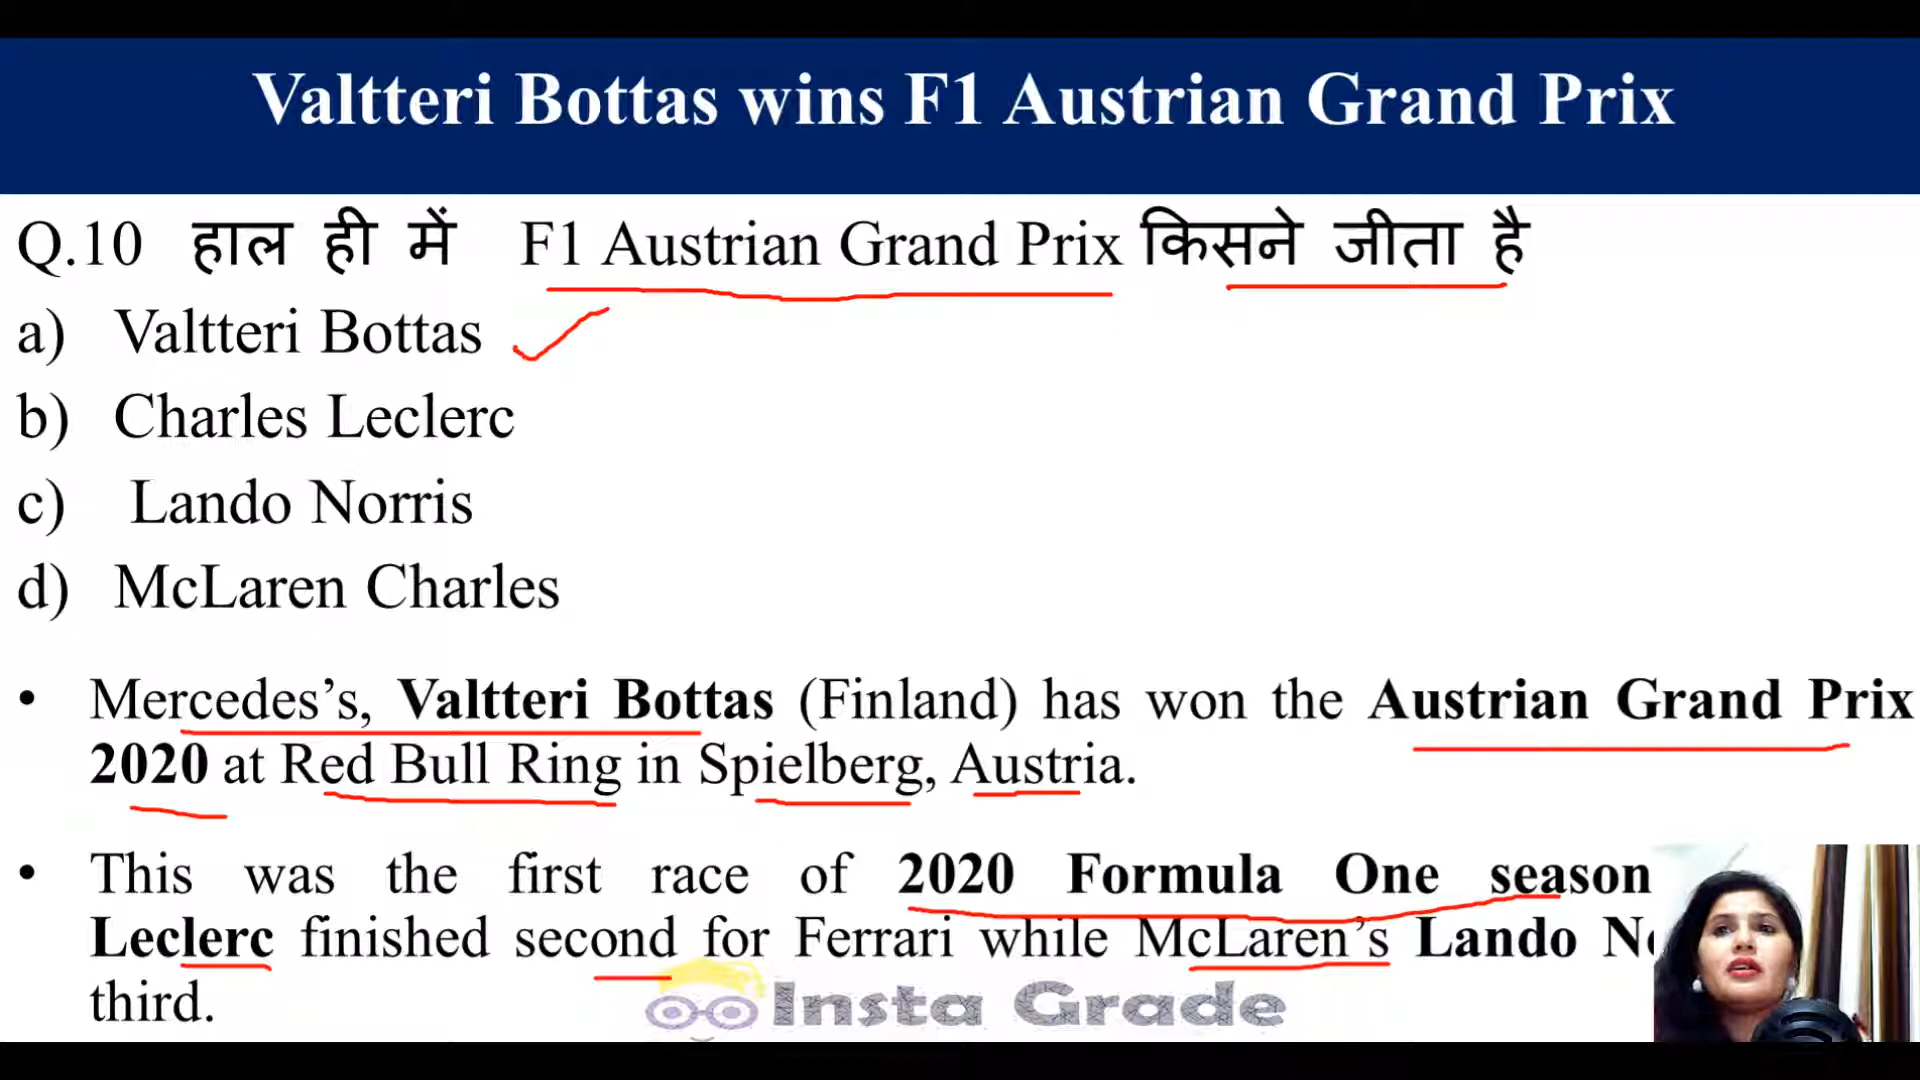 Valtteri Bottas wins F1 Austrian Grand Prix
Q.10 हाल ही में F1 Austrian Grand Prix किसने जीता है
a) Valtteri Bottas
b) Charles Leclerc
c) Lando Norris
d) McLaren Charles
• Mercedes’s, Valtteri Bottas (Finland) has won the Austrian Grand Prix
2020 at Red Bull Ring in Spielberg, Austria.
• This was the first race of 2020 Formula One season
Leclerc finished second for Ferrari while McLaren’s Lando
third.
Insta Grade